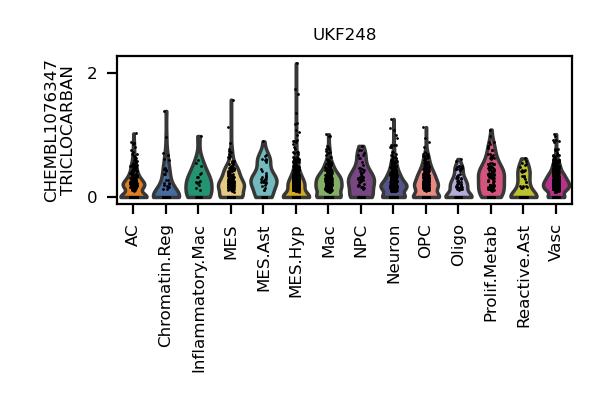 UKF248
CHEMBL1076347
TRICLOCARBAN
2
0
AC
Chromatin.Reg
Inflammatory.Mac
MES
MES.Ast
MES.Hyp
Mac
NPC
Neuron
OPC
Oligo
Prolif.Metab
Reactive.Ast
Vasc